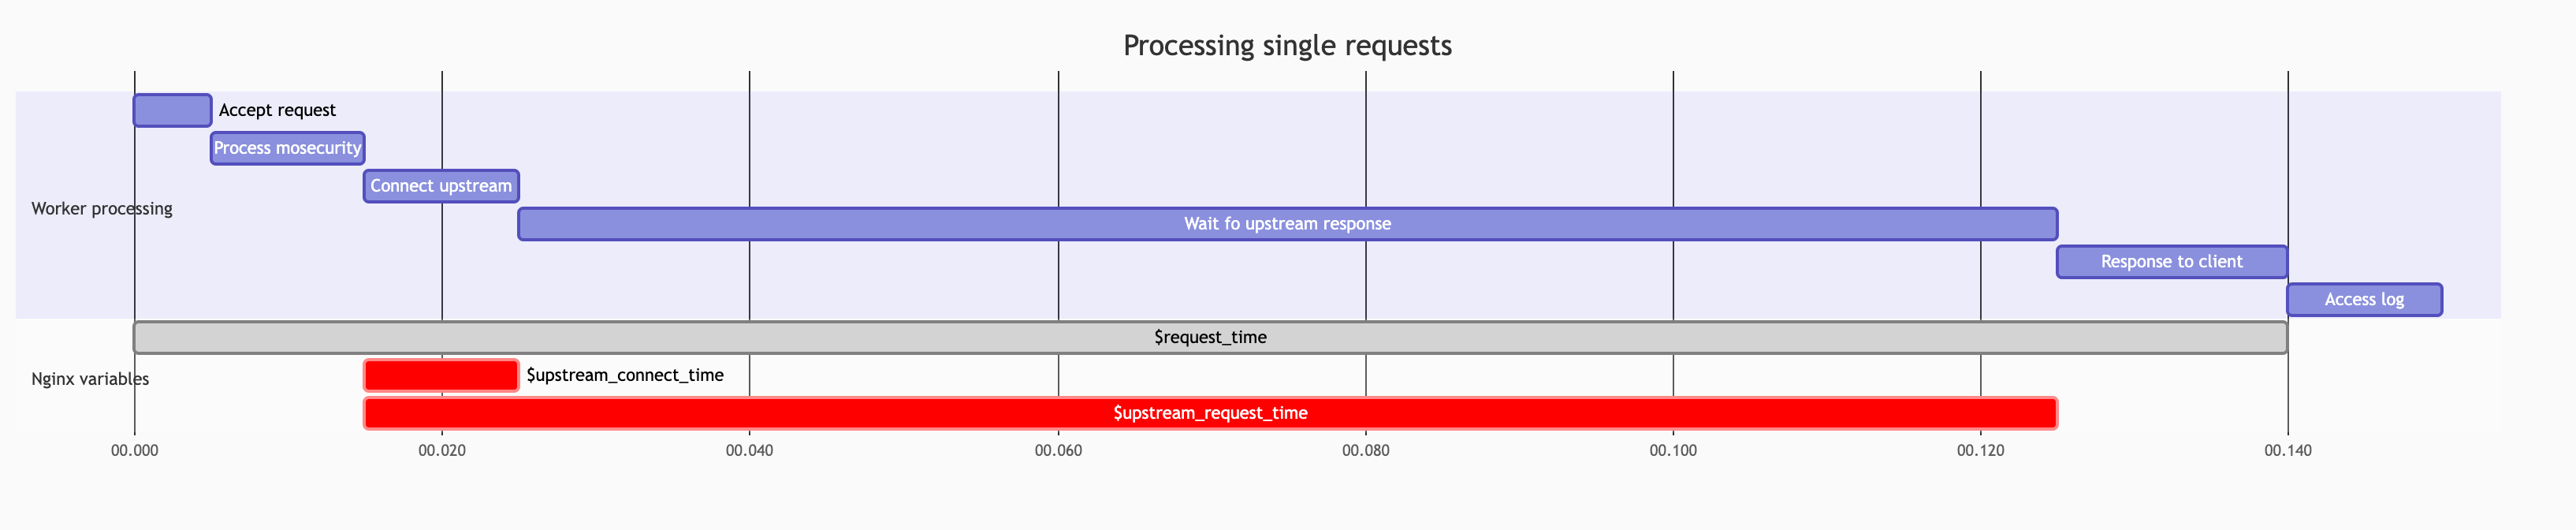 Processing single requests
Accept request
Process mosecurity
Connect upstream
Worker processing
Wait fo upstream response
Response to client
Access log
$request_time
Nginx variables
$upstream_connect_time
$upstream_request_time
00.000 00.020 00.040 00.060 00.080 00.100 00.120 00.140